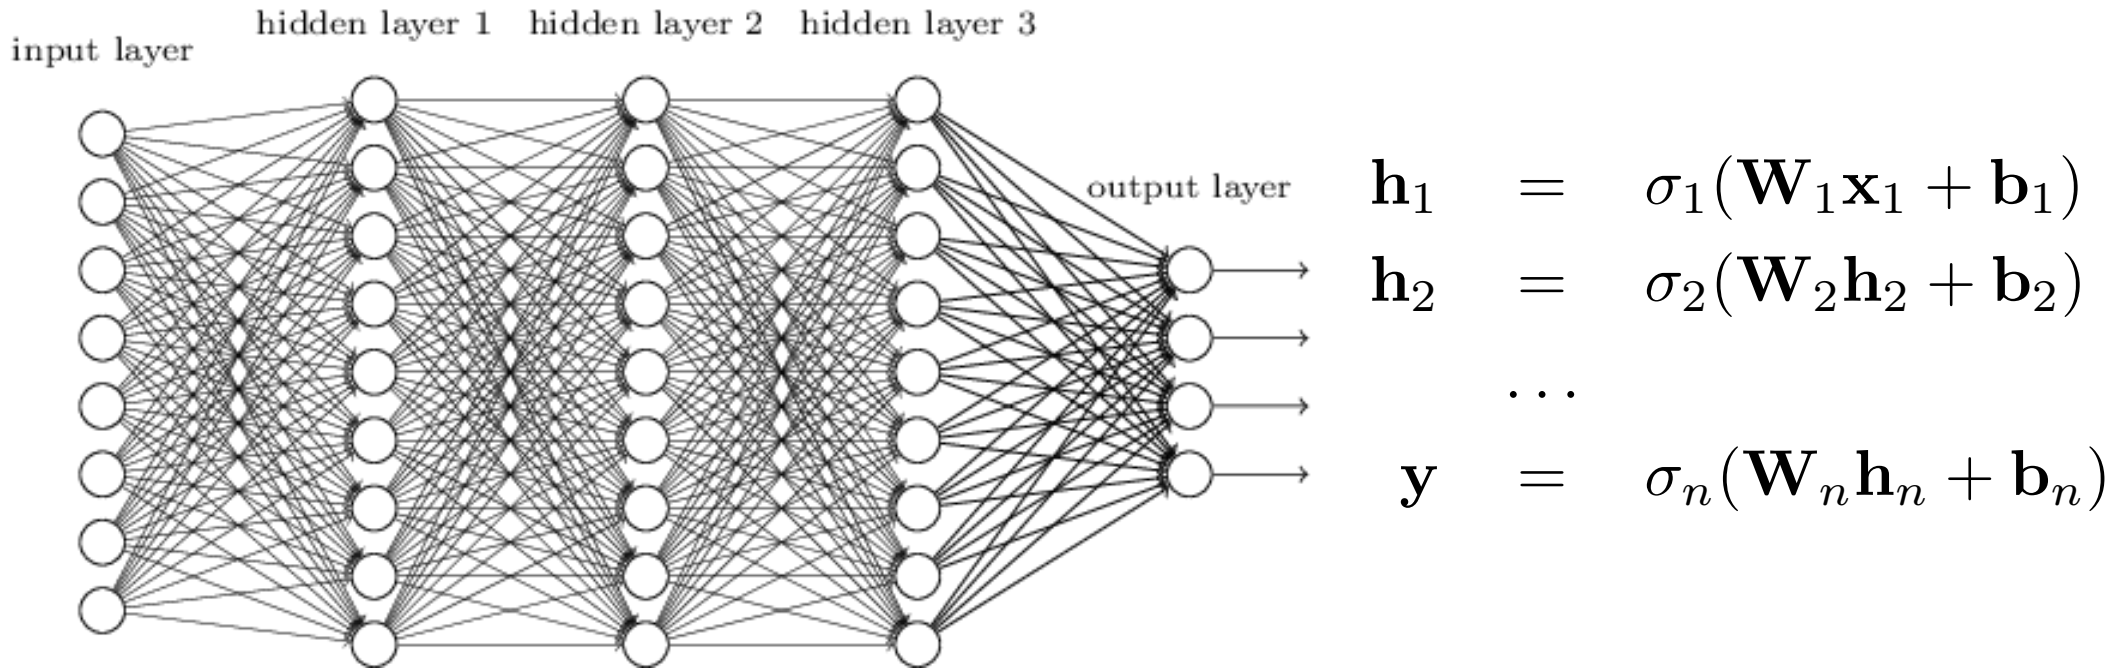 input layer
hidden layer 1
hidden layer 2
hidden layer 3
output layer
h₁ = σ₁(W₁x₁ + b₁)
h₂ = σ₂(W₂h₂ + b₂)
...
y = σₙ(Wₙhₙ + bₙ)